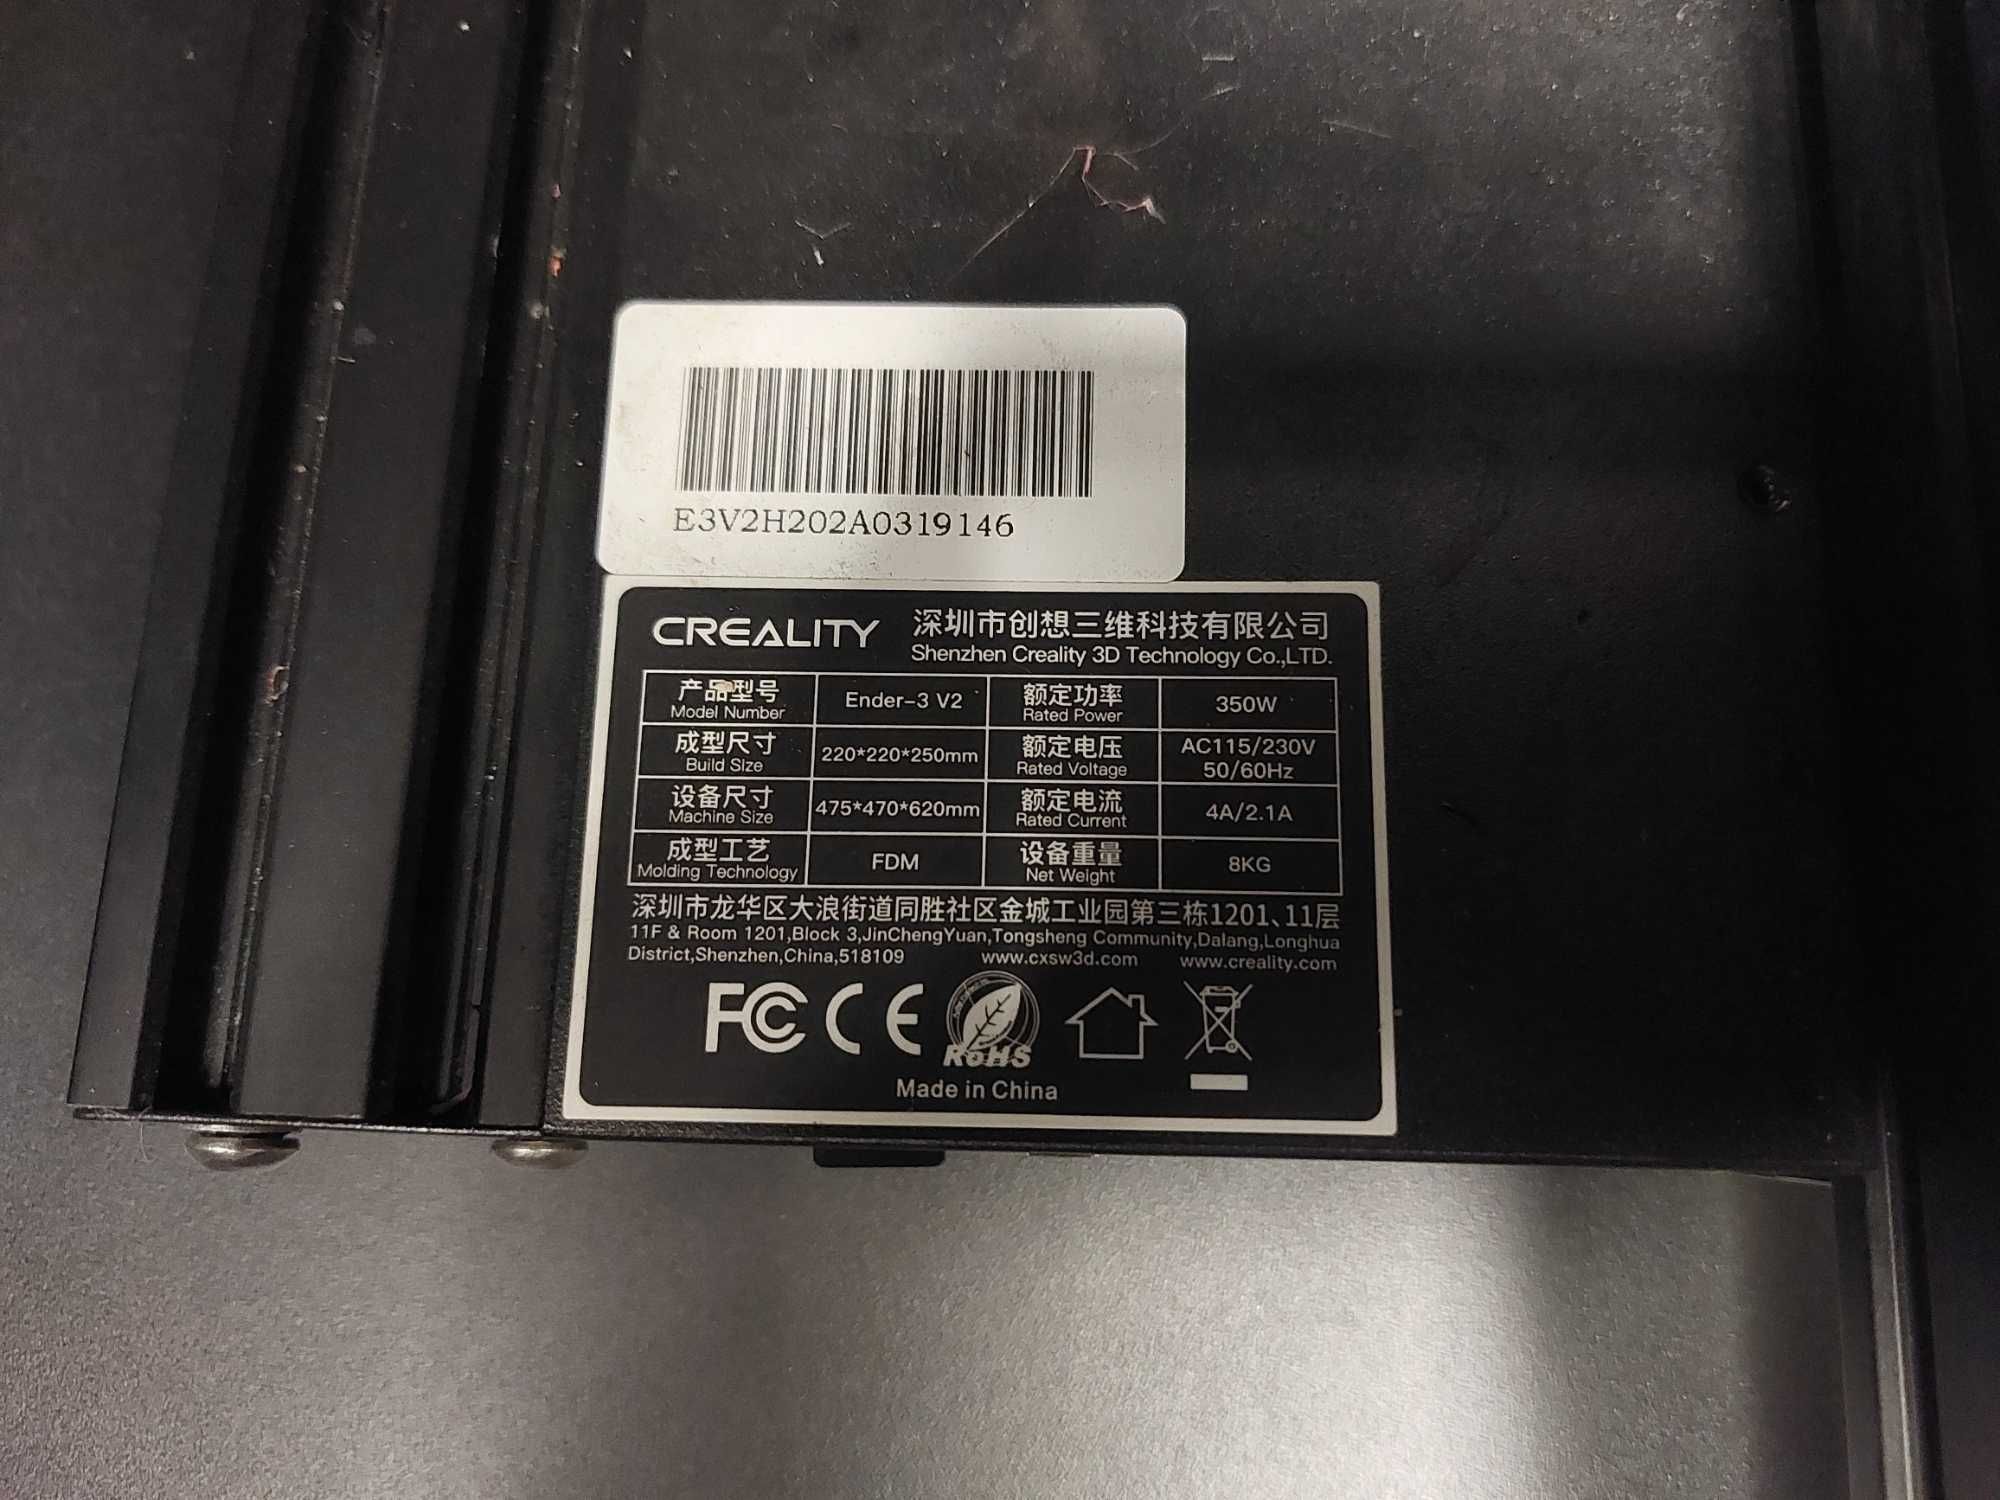 E3V2H202A0319146
CREALITY
深圳市创想三维科技有限公司
Shenzhen Creality 3D Technology Co.,LTD.
产品型号 Ender-3 V2 额定功率 350W
Model Number Rated Power
成型尺寸 220*220*250mm 额定电压 AC115/230V
Build Size Rated Voltage 50/60Hz
设备尺寸 475*470*620mm 额定电流 4A/2.1A
Machine Size Rated Current
成型工艺 FDM 设备重量 8KG
Molding Technology Net Weight
深圳市龙华区大浪街道同胜社区金城工业园第三栋1201、11层
11F & Room 1201,Block 3,JinChengYuan,Tongsheng Community,Dalang,Longhua
District,Shenzhen,China,518109 www.cxsw3d.com www.creality.com
FC CE RoHS
Made in China